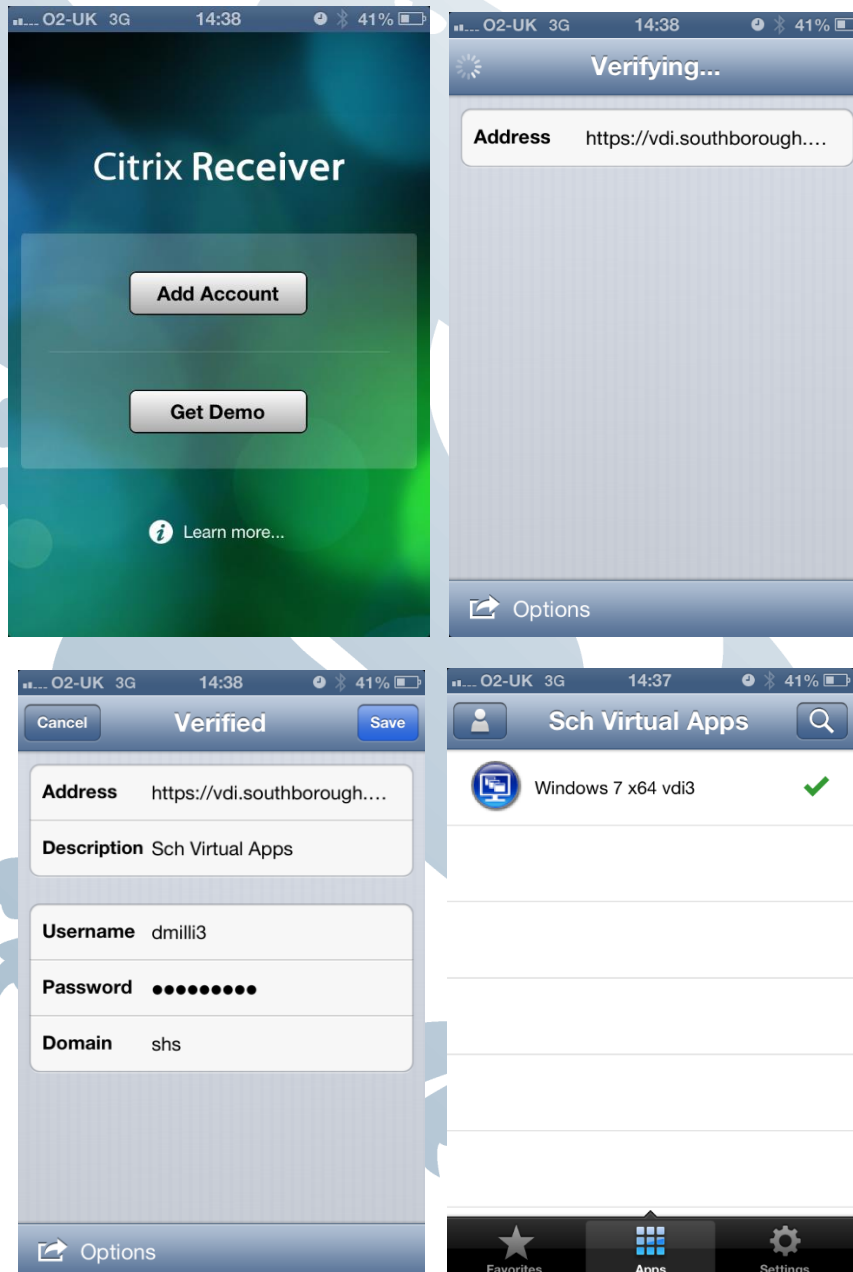 O2-UK 3G 14:38 41%
Citrix Receiver
Add Account
Get Demo
i Learn more...
O2-UK 3G 14:38 41%
Verifying...
Address https://vdi.southborough....
Options
O2-UK 3G 14:38 41%
Cancel Verified Save
Address https://vdi.southborough....
Description Sch Virtual Apps
Username dmilli3
Password •••••••••
Domain shs
Options
O2-UK 3G 14:37 41%
Sch Virtual Apps
Windows 7 x64 vdi3
Favorites Apps Settings